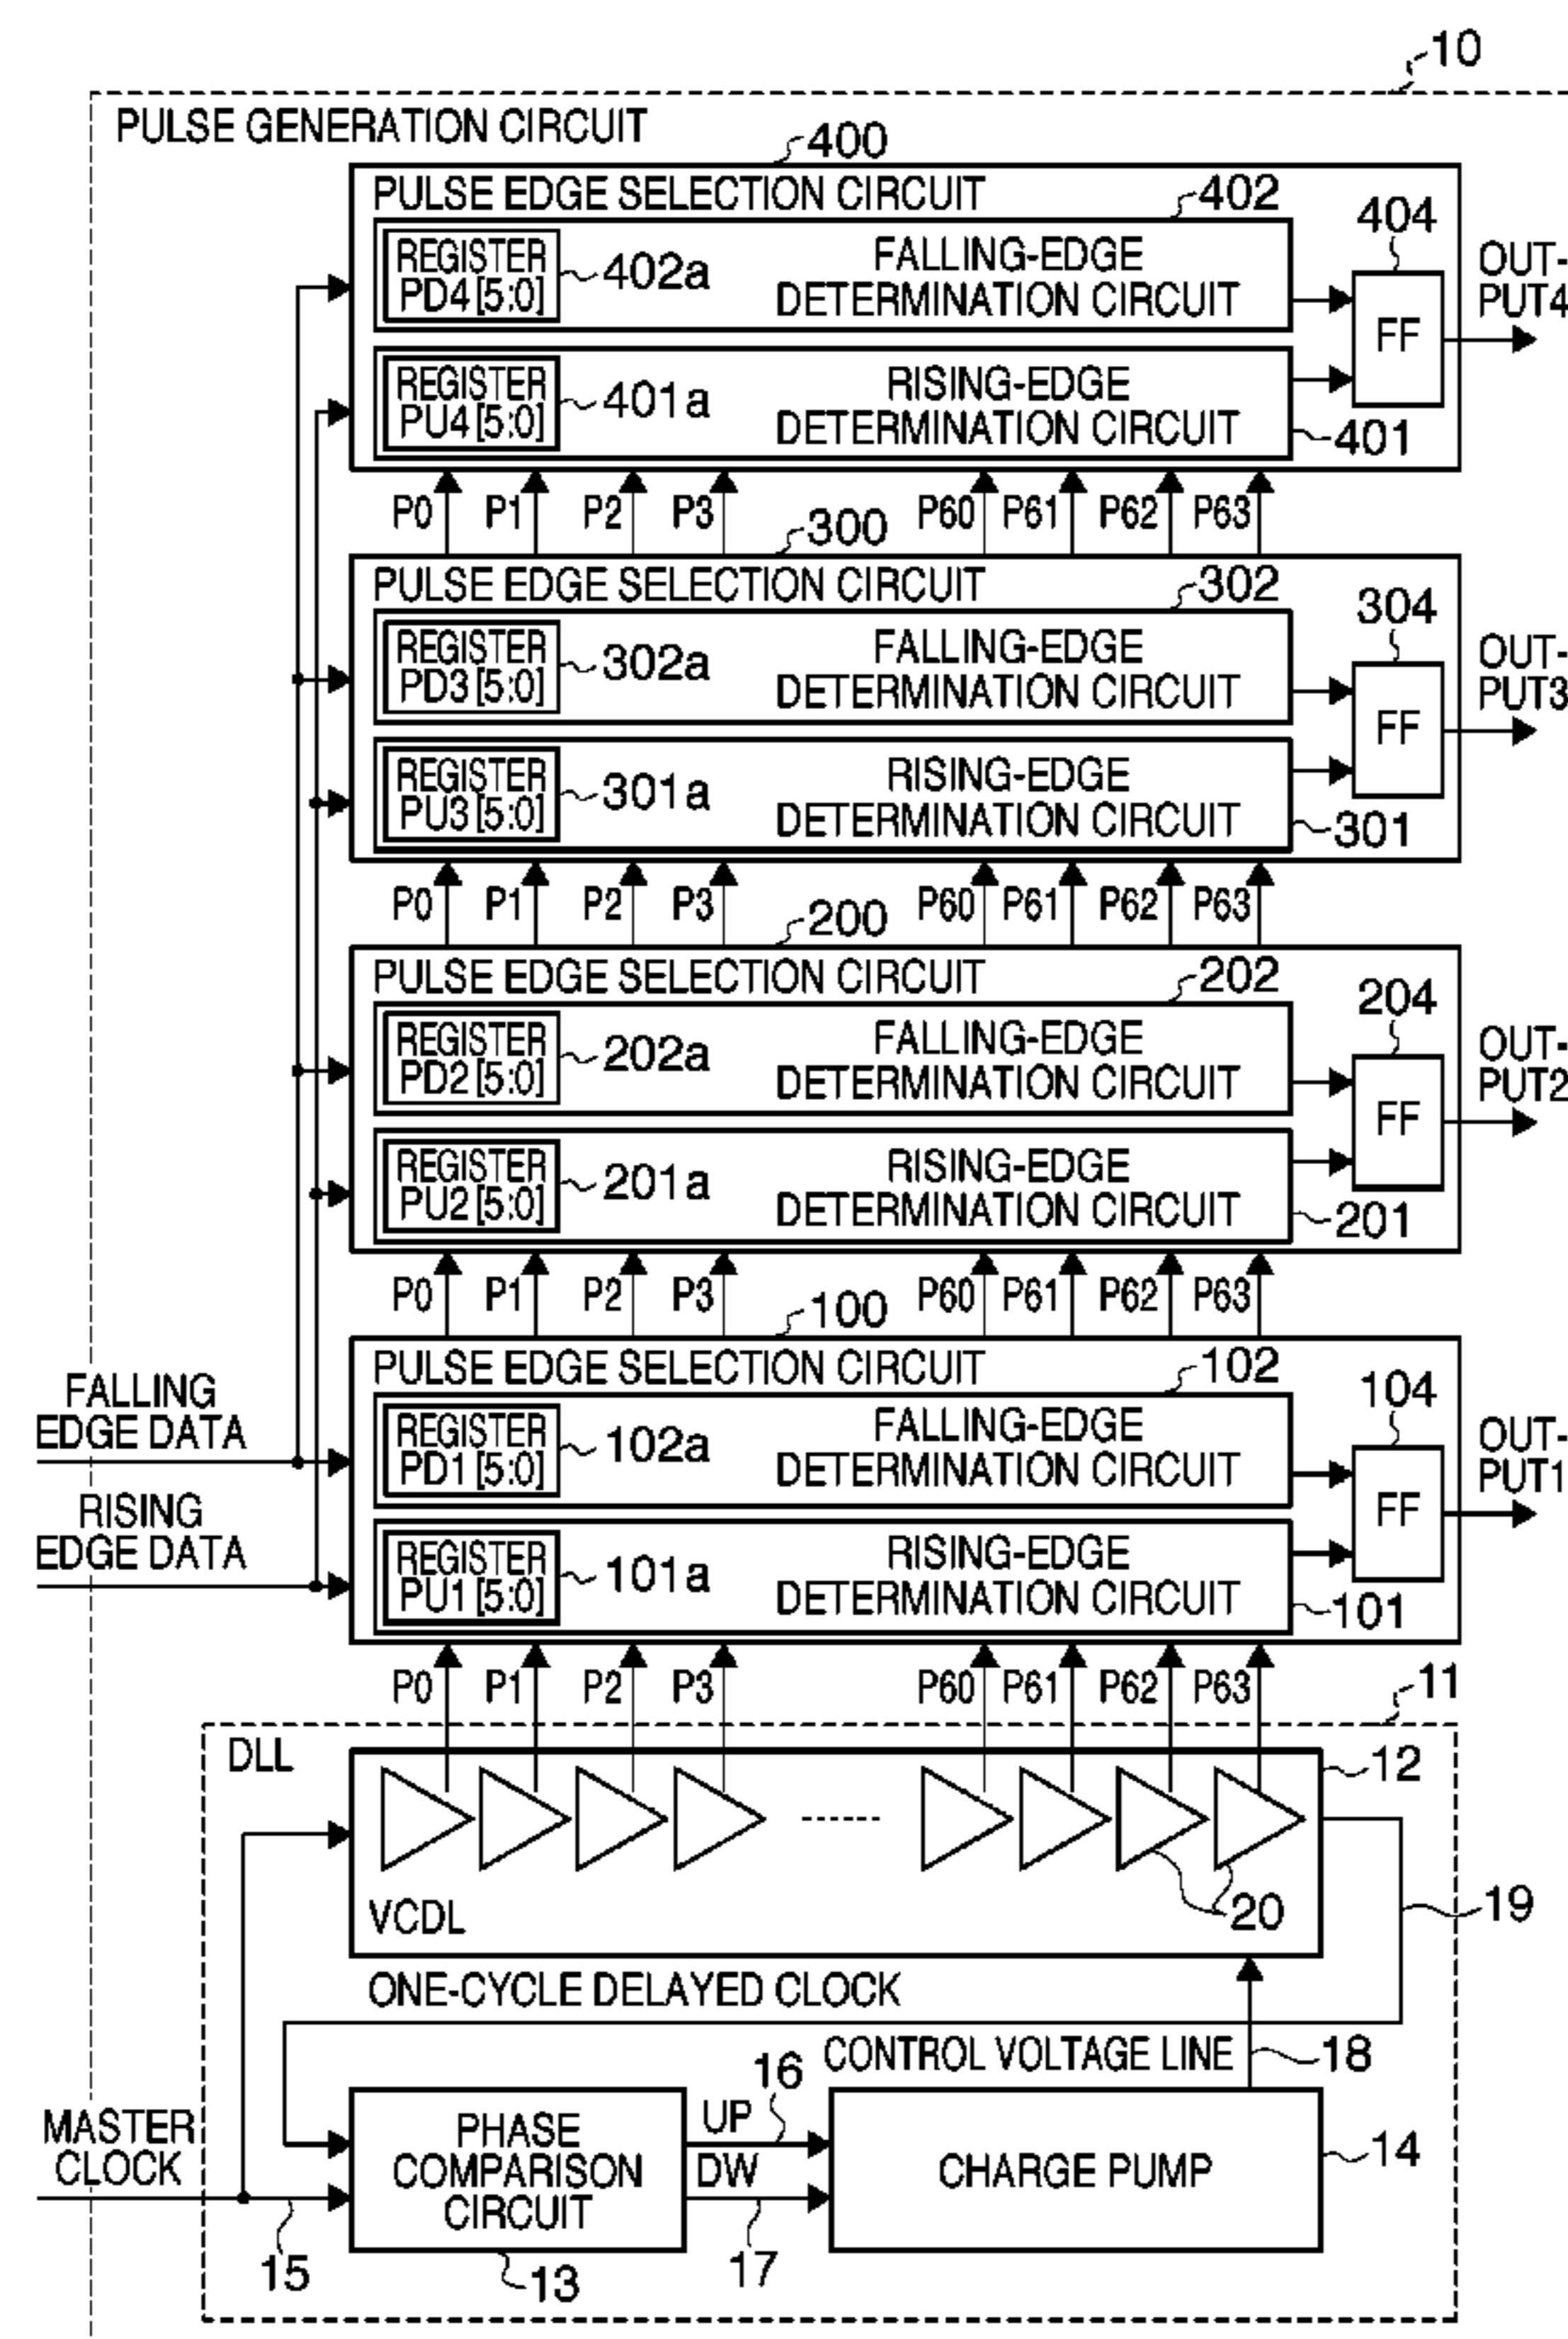 10
PULSE GENERATION CIRCUIT
400
PULSE EDGE SELECTION CIRCUIT
402
404
REGISTER
PD4 [5:0]
402a
FALLING-EDGE
DETERMINATION CIRCUIT
OUT-
PUT4
FF
REGISTER
PU4 [5:0]
401a
RISING-EDGE
DETERMINATION CIRCUIT
401
P0 P1 P2 P3 P60 P61 P62 P63
300
PULSE EDGE SELECTION CIRCUIT
302
304
REGISTER
PD3 [5:0]
302a
FALLING-EDGE
DETERMINATION CIRCUIT
OUT-
PUT3
FF
REGISTER
PU3 [5:0]
301a
RISING-EDGE
DETERMINATION CIRCUIT
301
P0 P1 P2 P3 P60 P61 P62 P63
200
PULSE EDGE SELECTION CIRCUIT
202
204
REGISTER
PD2 [5:0]
202a
FALLING-EDGE
DETERMINATION CIRCUIT
OUT-
PUT2
FF
REGISTER
PU2 [5:0]
201a
RISING-EDGE
DETERMINATION CIRCUIT
201
P0 P1 P2 P3 P60 P61 P62 P63
100
PULSE EDGE SELECTION CIRCUIT
102
104
FALLING
EDGE DATA
REGISTER
PD1 [5:0]
102a
FALLING-EDGE
DETERMINATION CIRCUIT
OUT-
PUT1
FF
RISING
EDGE DATA
REGISTER
PU1 [5:0]
101a
RISING-EDGE
DETERMINATION CIRCUIT
101
P0 P1 P2 P3 P60 P61 P62 P63
11
DLL
12
VCDL
20
19
ONE-CYCLE DELAYED CLOCK
CONTROL VOLTAGE LINE
18
16
MASTER
CLOCK
PHASE
COMPARISON
CIRCUIT
UP
DW
CHARGE PUMP
14
15
13
17